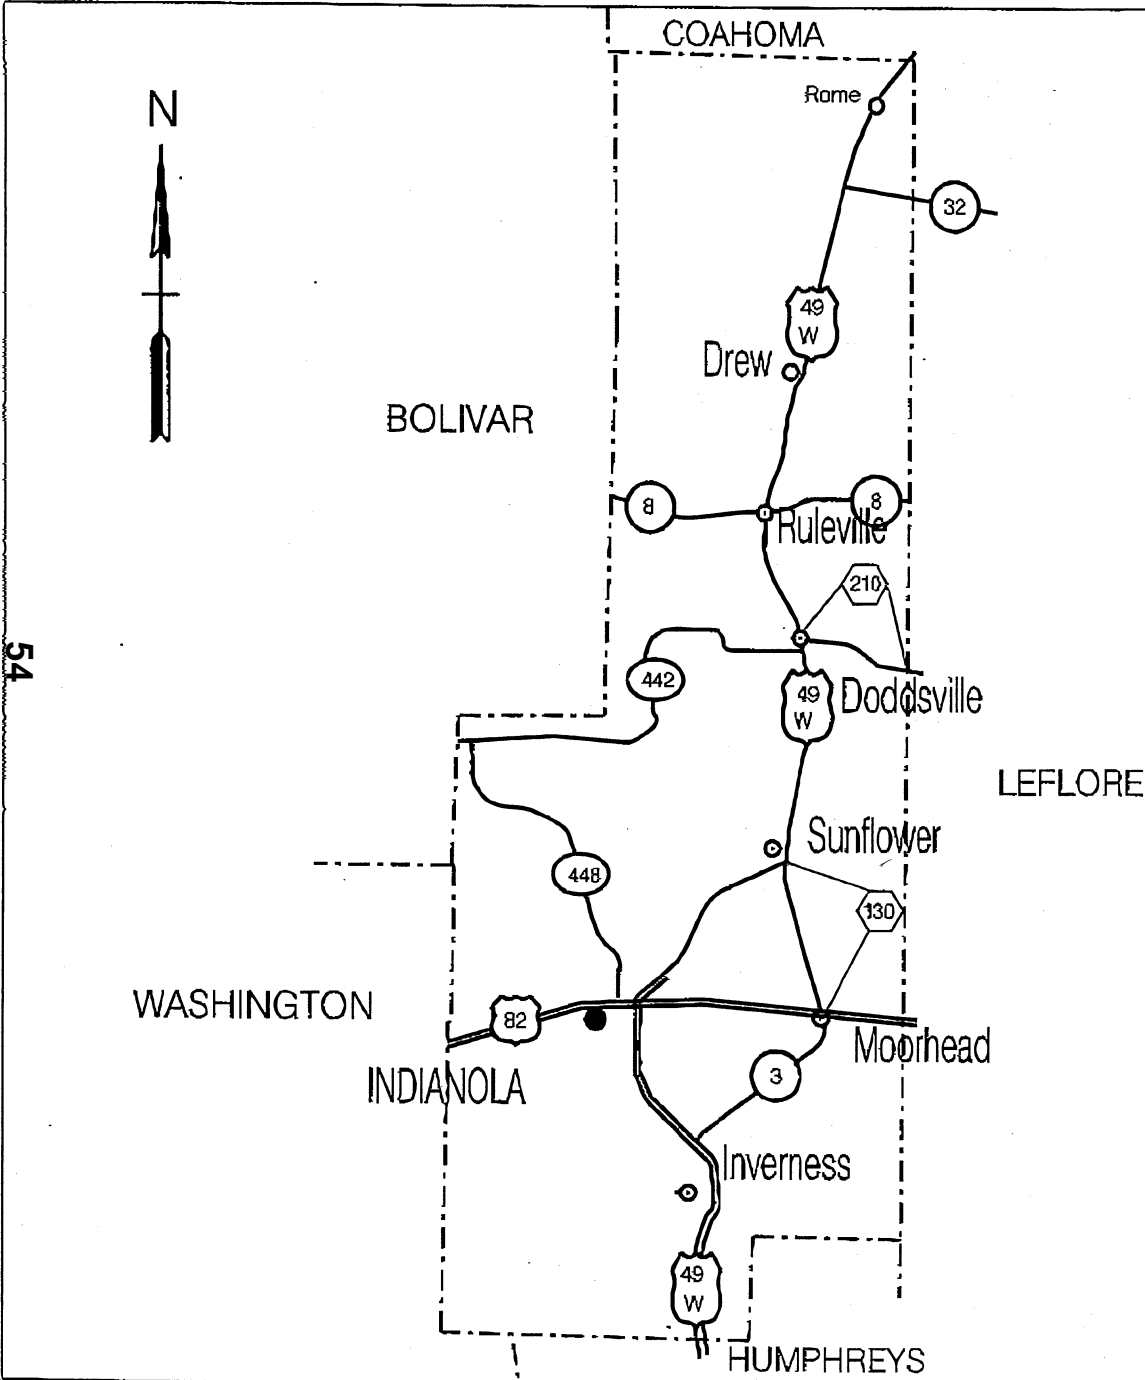 COAHOMA
N
Rome
32
49
W
Drew
BOLIVAR
8
8
Ruleville
210
54
442
49
W
Doddsville
LEFLORE
Sunflower
448
130
WASHINGTON
82
Moorhead
INDIANOLA
3
Inverness
49
W
HUMPHREYS